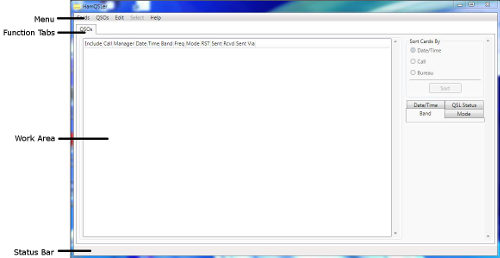 HamQSLer
Menu
Cards QSOs Edit Select Help
Function Tabs
QSOs
Include Call Manager Date/Time Band Freq Mode RST Sent Rcvd Sent Via
Sort Cards By
Date/Time
Call
Bureau
Sort
Date/Time QSL Status
Band Mode
Work Area
Status Bar